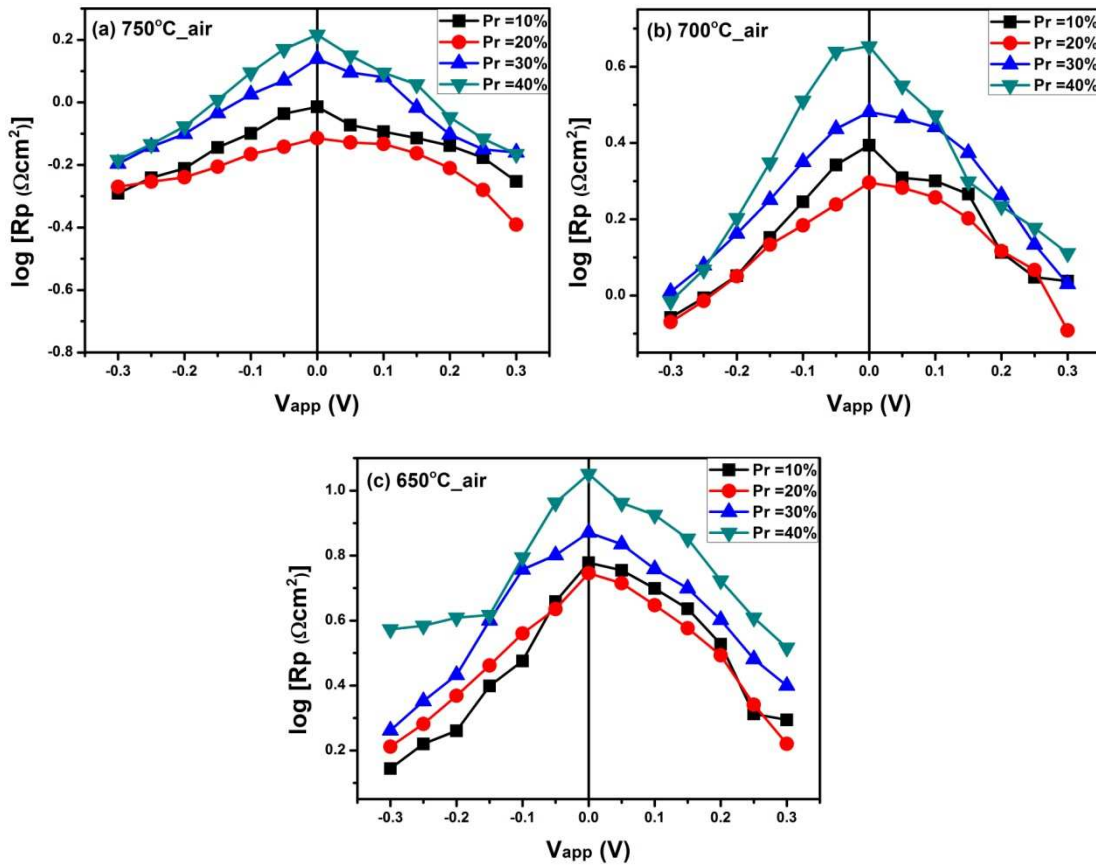 (a) 750°C_air
Pr =10%
Pr =20%
Pr =30%
Pr =40%
0.2
0.0
-0.2
-0.4
-0.6
-0.8
log [Rp (Ωcm²)]
-0.3 -0.2 -0.1 0.0 0.1 0.2 0.3
Vapp (V)
(b) 700°C_air
Pr =10%
Pr =20%
Pr =30%
Pr =40%
0.6
0.4
0.2
0.0
log [Rp (Ωcm²)]
-0.3 -0.2 -0.1 0.0 0.1 0.2 0.3
Vapp (V)
(c) 650°C_air
Pr =10%
Pr =20%
Pr =30%
Pr =40%
1.0
0.8
0.6
0.4
0.2
log [Rp (Ωcm²)]
-0.3 -0.2 -0.1 0.0 0.1 0.2 0.3
Vapp (V)